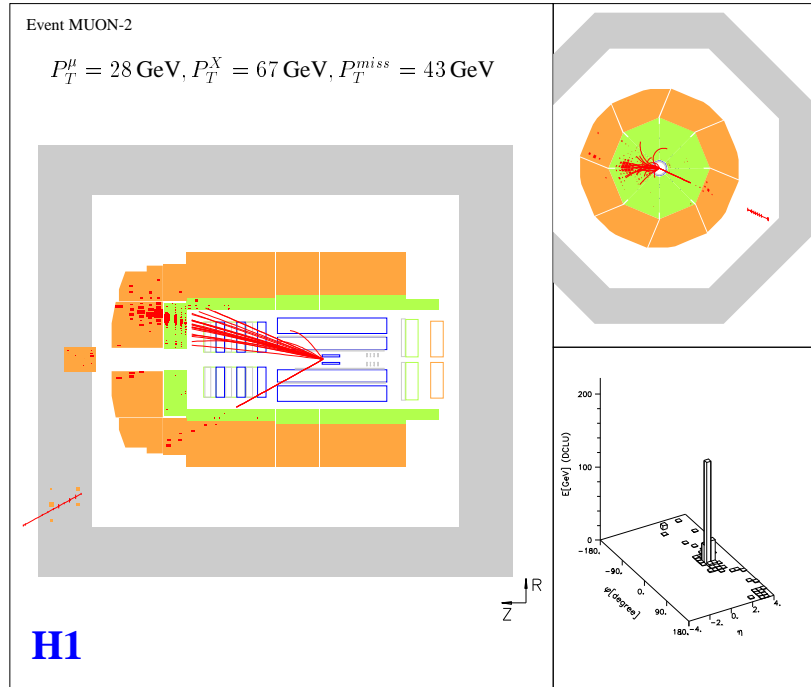 Event MUON-2
P_T^μ = 28 GeV, P_T^X = 67 GeV, P_T^miss = 43 GeV
R
Z
H1
E[GeV] (DCLU)
200
100
0
-180.
-90.
0.
90.
180.
φ[degree]
-4.
-2.
0.
2.
4.
η